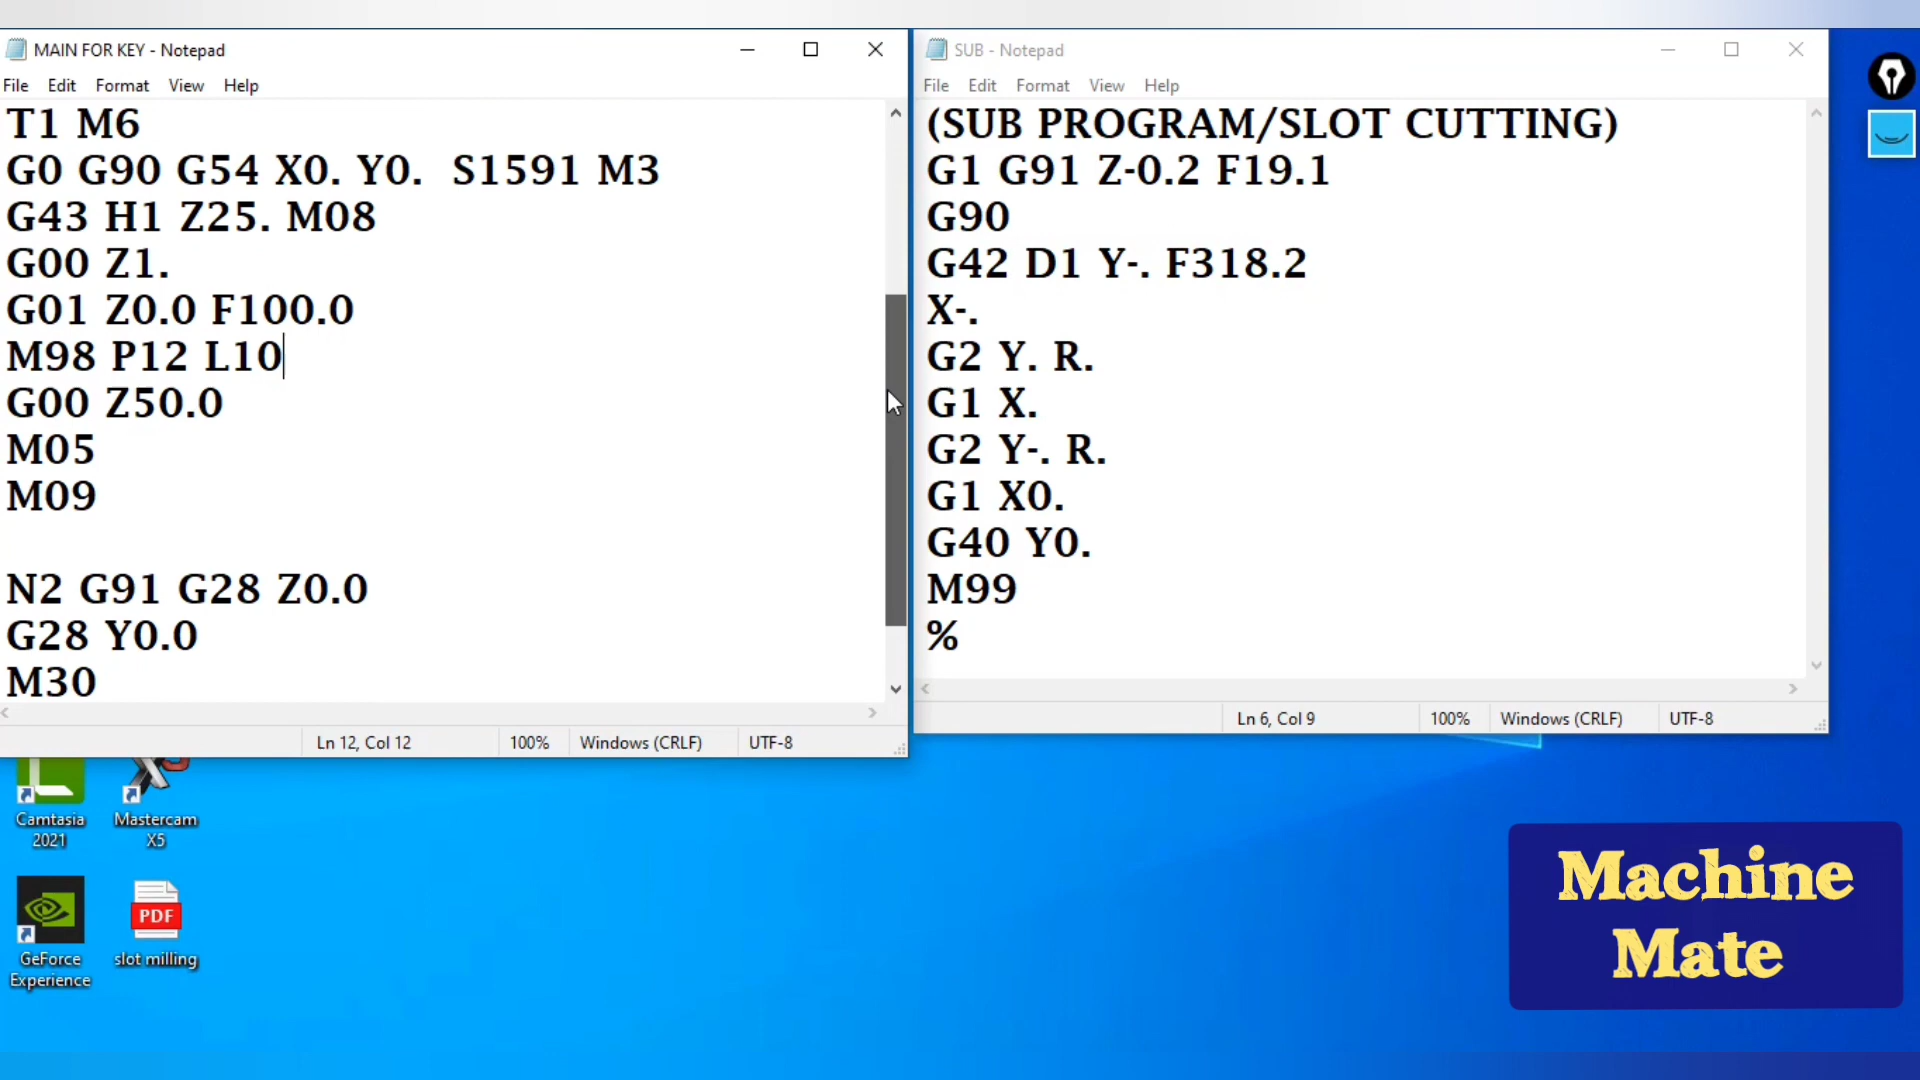 MAIN FOR KEY - Notepad
File Edit Format View Help
T1 M6
G0 G90 G54 X0. Y0.  S1591 M3
G43 H1 Z25. M08
G00 Z1.
G01 Z0.0 F100.0
M98 P12 L10
G00 Z50.0
M05
M09
N2 G91 G28 Z0.0
G28 Y0.0
M30
Ln 12, Col 12 100% Windows (CRLF) UTF-8
SUB - Notepad
File Edit Format View Help
(SUB PROGRAM/SLOT CUTTING)
G1 G91 Z-0.2 F19.1
G90
G42 D1 Y-. F318.2
X-.
G2 Y. R.
G1 X.
G2 Y-. R.
G1 X0.
G40 Y0.
M99
%
Ln 6, Col 9 100% Windows (CRLF) UTF-8
Camtasia
2021
Mastercam
X5
GeForce
Experience
PDF
slot milling
Machine
Mate